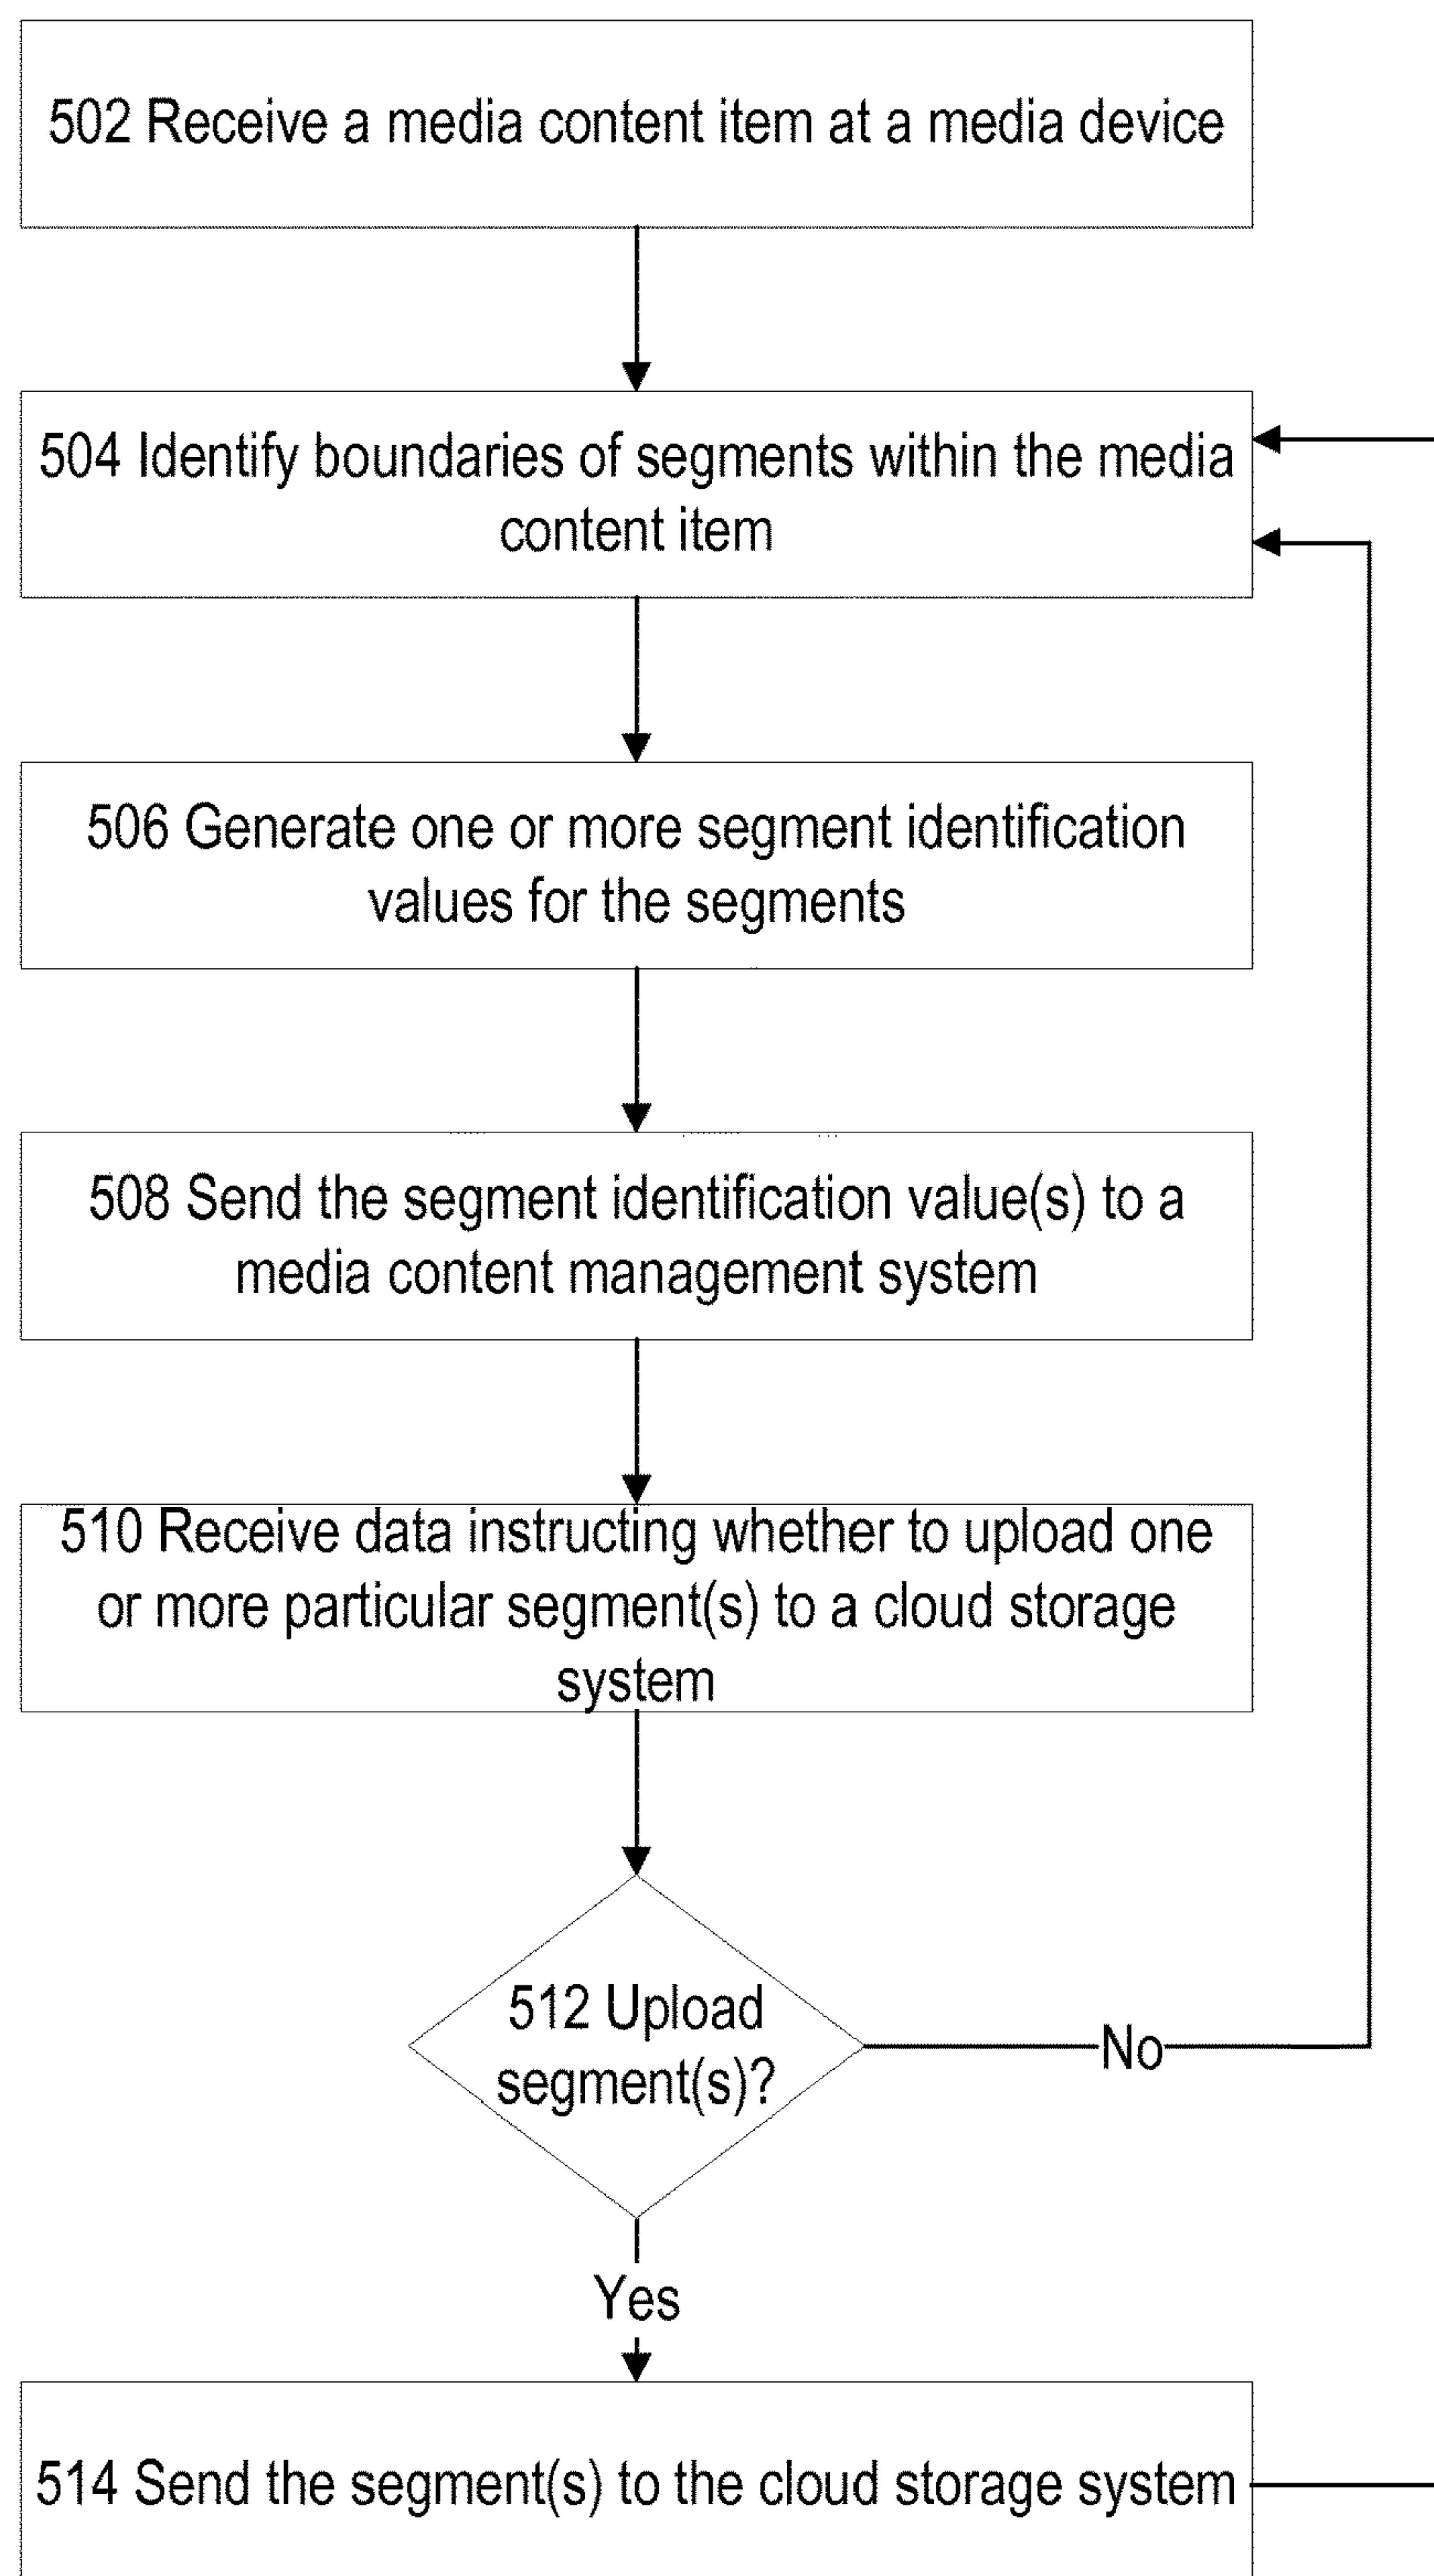 502 Receive a media content item at a media device
504 Identify boundaries of segments within the media
content item
506 Generate one or more segment identification
values for the segments
508 Send the segment identification value(s) to a
media content management system
510 Receive data instructing whether to upload one
or more particular segment(s) to a cloud storage
system
512 Upload
segment(s)?
No
Yes
514 Send the segment(s) to the cloud storage system